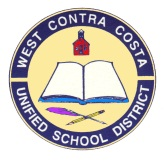 WEST CONTRA COSTA
UNIFIED SCHOOL DISTRICT